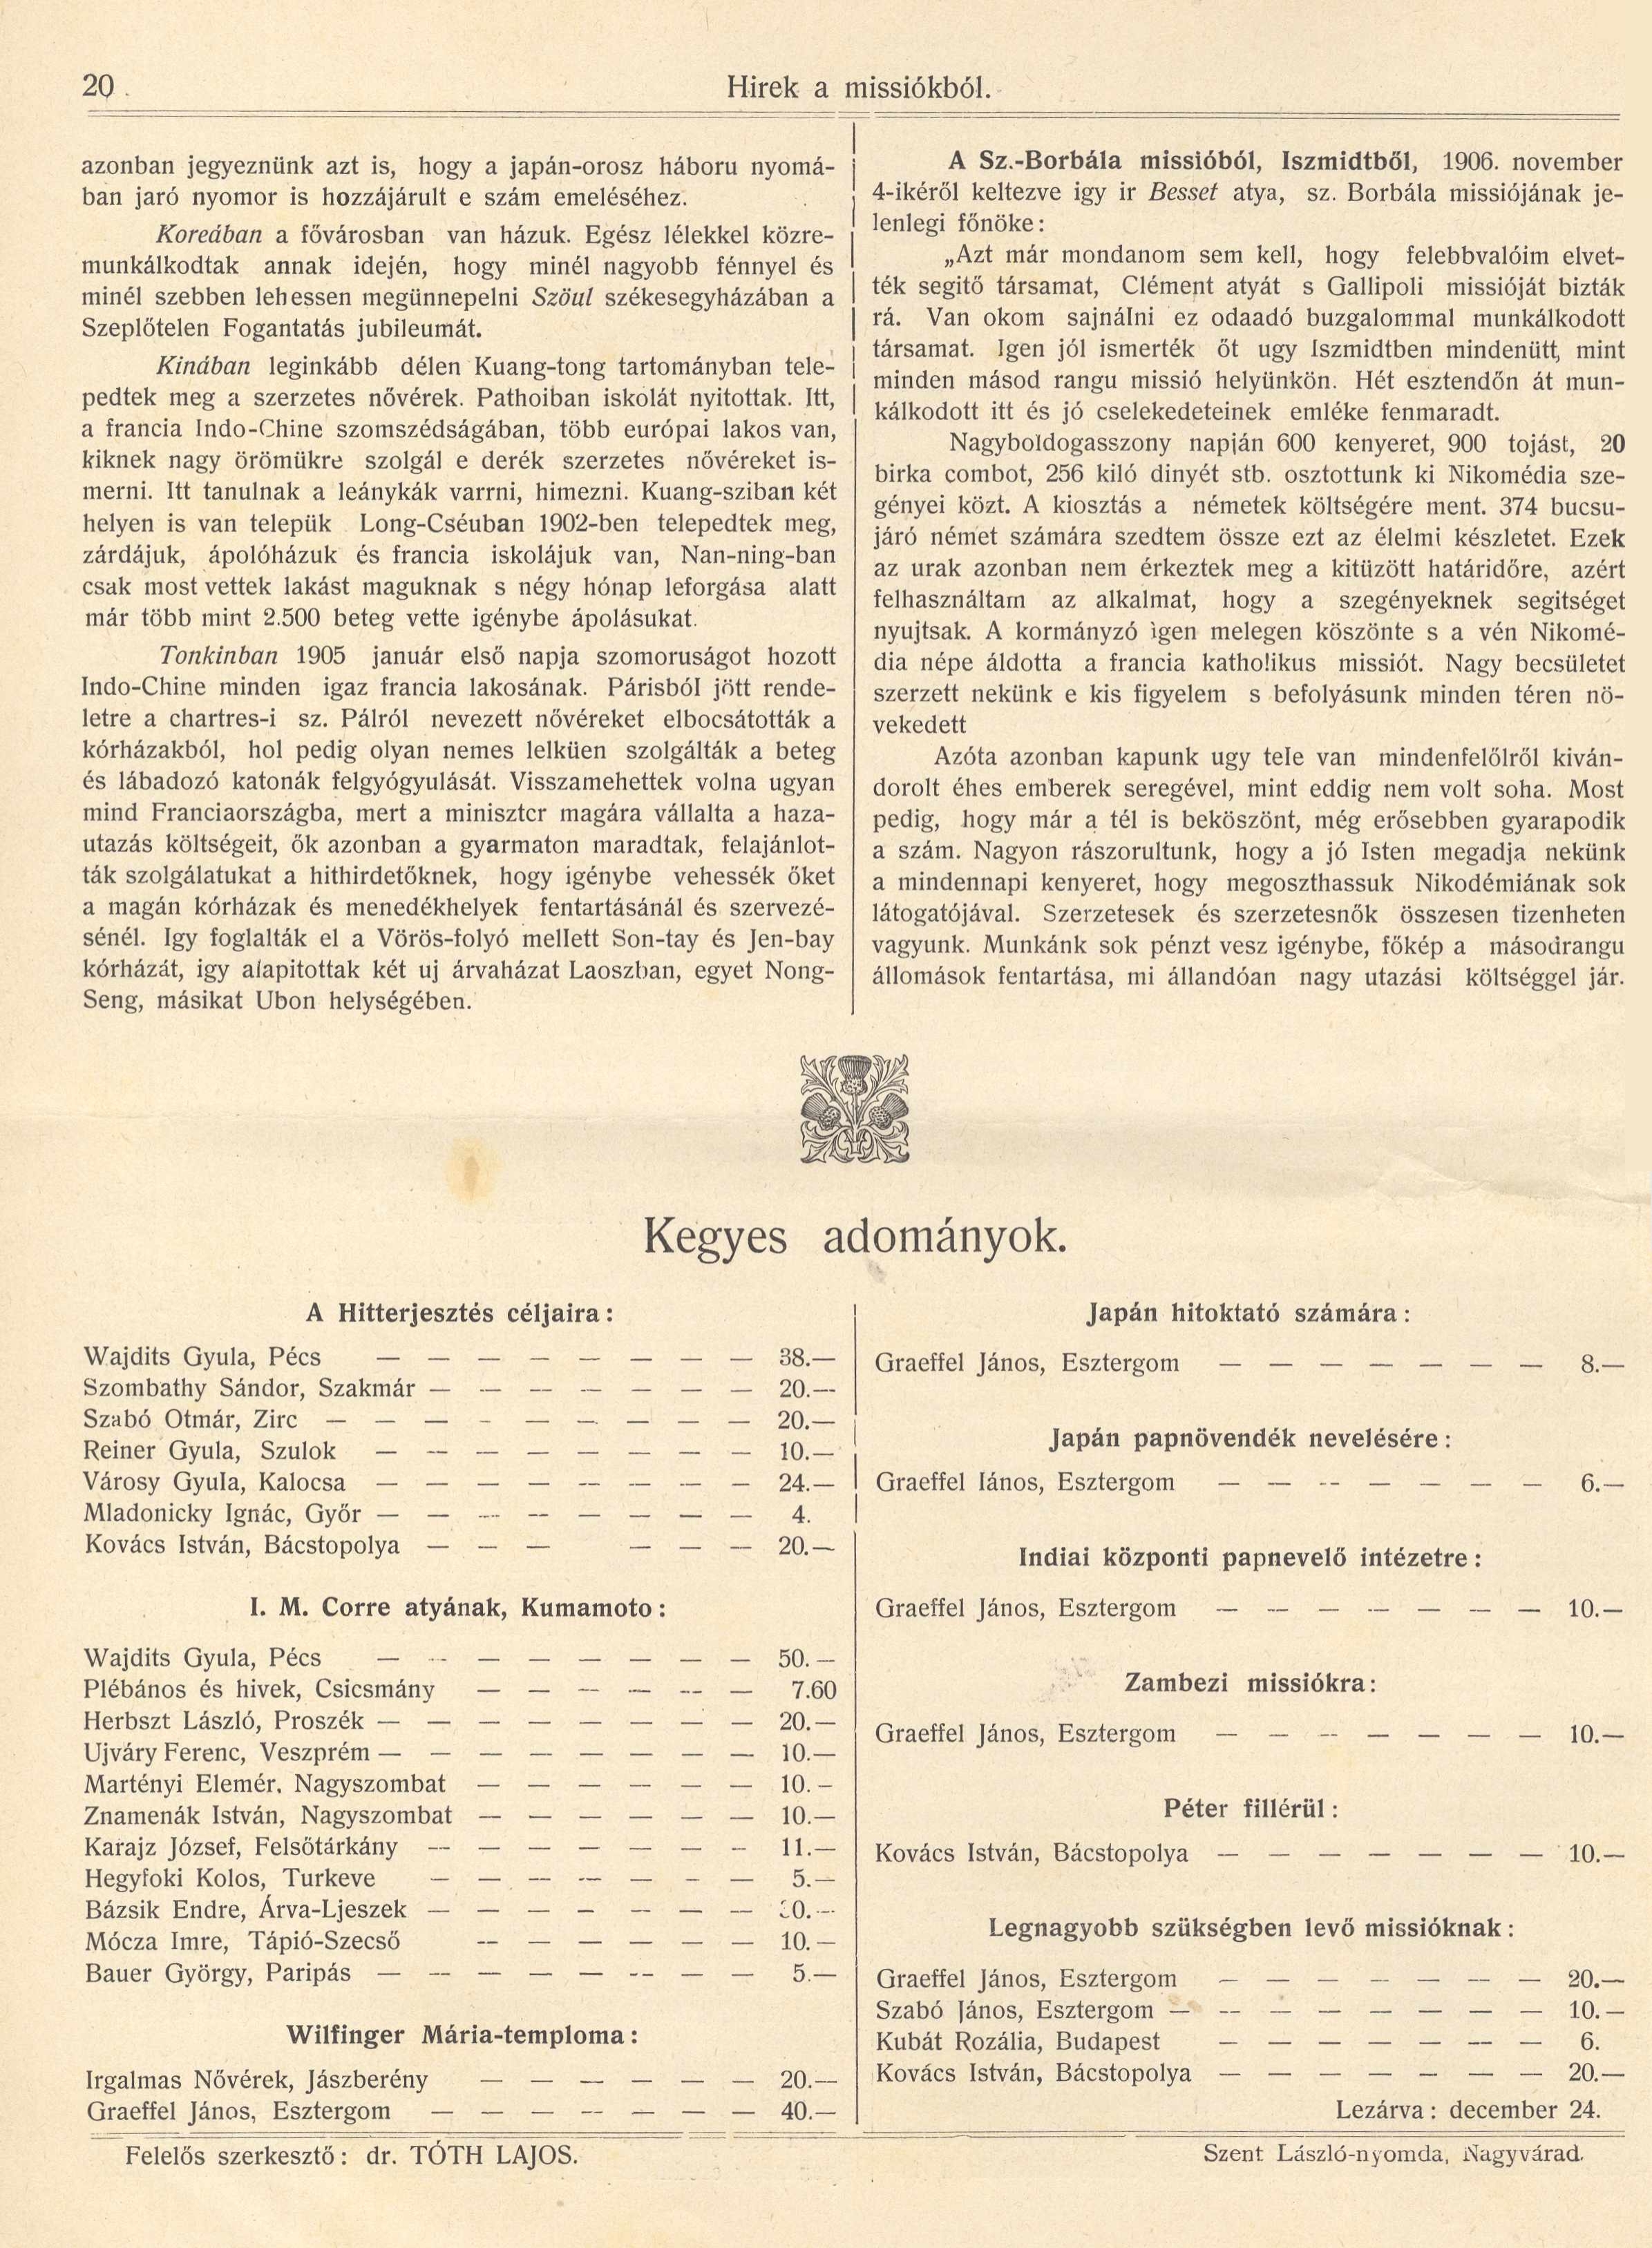 20
Hirek a missiókból.
azonban jegyeznünk azt is, hogy a japán-orosz háboru nyomá-
ban jaró nyomor is hozzájárult e szám emeléséhez.
Koreában a fővárosban van házuk. Egész lélekkel közre-
munkálkodtak annak idején, hogy minél nagyobb fénnyel és
minél szebben lehessen megünnepelni Szöul székesegyházában a
Szeplőtelen Fogantatás jubileumát.
Kinában leginkább délen Kuang-tong tartományban tele-
pedtek meg a szerzetes nővérek. Pathoiban iskolát nyitottak. Itt,
a francia Indo-Chine szomszédságában, több európai lakos van,
kiknek nagy örömükre szolgál e derék szerzetes nővéreket is-
merni. Itt tanulnak a leánykák varrni, himezni. Kuang-sziban két
helyen is van telepük Long-Cséuban 1902-ben telepedtek meg,
zárdájuk, ápolóházuk és francia iskolájuk van, Nan-ning-ban
csak most vettek lakást maguknak s négy hónap leforgása alatt
már több mint 2.500 beteg vette igénybe ápolásukat.
Tonkinban 1905 január első napja szomoruságot hozott
Indo-Chine minden igaz francia lakosának. Párisból jött rende-
letre a chartres-i sz. Pálról nevezett nővéreket elbocsátották a
kórházakból, hol pedig olyan nemes lelküen szolgálták a beteg
és lábadozó katonák felgyógyulását. Visszamehettek volna ugyan
mind Franciaországba, mert a miniszter magára vállalta a haza-
utazás költségeit, ők azonban a gyarmaton maradtak, felajánlot-
ták szolgálatukat a hithirdetőknek, hogy igénybe vehessék őket
a magán kórházak és menedékhelyek fentartásánál és szervezé-
sénél. Igy foglalták el a Vörös-folyó mellett Son-tay és Jen-bay
kórházát, igy alapitottak két uj árvaházat Laoszban, egyet Nong-
Seng, másikat Ubon helységében.
A Sz.-Borbála missióból, Iszmidtből, 1906. november
4-ikéről keltezve igy ir Besset atya, sz. Borbála missiójának je-
lenlegi főnöke:
„Azt már mondanom sem kell, hogy felebbvalóim elvet-
ték segitő társamat, Clément atyát s Gallipoli missióját bizták
rá. Van okom sajnálni ez odaadó buzgalommal munkálkodott
társamat. Igen jól ismerték őt ugy Iszmidtben mindenütt, mint
minden másod rangu missió helyünkön. Hét esztendőn át mun-
kálkodott itt és jó cselekedeteinek emléke fenmaradt.
Nagyboldogasszony napján 600 kenyeret, 900 tojást, 20
birka combot, 256 kiló dinyét stb. osztottunk ki Nikomédia sze-
gényei közt. A kiosztás a németek költségére ment. 374 bucsu-
járó német számára szedtem össze ezt az élelmi készletet. Ezek
az urak azonban nem érkeztek meg a kitüzött határidőre, azért
felhasználtam az alkalmat, hogy a szegényeknek segitséget
nyujtsak. A kormányzó igen melegen köszönte s a vén Nikomé-
dia népe áldotta a francia katholikus missiót. Nagy becsületet
szerzett nekünk e kis figyelem s befolyásunk minden téren nö-
vekedett
Azóta azonban kapunk ugy tele van mindenfelőlről kiván-
dorolt éhes emberek seregével, mint eddig nem volt soha. Most
pedig, hogy már a tél is beköszönt, még erősebben gyarapodik
a szám. Nagyon rászorultunk, hogy a jó Isten megadja nekünk
a mindennapi kenyeret, hogy megoszthassuk Nikodémiának sok
látogatójával. Szerzetesek és szerzetesnők összesen tizenheten
vagyunk. Munkánk sok pénzt vesz igénybe, főkép a másodrangu
állomások fentartása, mi állandóan nagy utazási költséggel jár.
Kegyes adományok.
A Hitterjesztés céljaira:
Wajdits Gyula, Pécs — — — — — — — — 38.—
Szombathy Sándor, Szakmár — — — — — — — 20.—
Szabó Otmár, Zirc — — — — — — — — — 20.—
Reiner Gyula, Szulok — — — — — — — — 10.—
Városy Gyula, Kalocsa — — — — — — — — 24.—
Mladonicky Ignác, Győr — — — — — — — — 4.
Kovács István, Bácstopolya — — — — — — 20.—
I. M. Corre atyának, Kumamoto:
Wajdits Gyula, Pécs — — — — — — — — 50.—
Plébános és hivek, Csicsmány — — — — — — 7.60
Herbszt László, Proszék — — — — — — — — 20.—
Ujváry Ferenc, Veszprém — — — — — — — — 10.—
Martényi Elemér, Nagyszombat — — — — — — 10.—
Znamenák István, Nagyszombat — — — — — — 10.—
Karajz József, Felsőtárkány — — — — — — — 11.—
Hegyfoki Kolos, Turkeve — — — — — — — 5.—
Bázsik Endre, Árva-Ljeszek — — — — — — —
Mócza Imre, Tápió-Szecső — — — — — — 10.—
Bauer György, Paripás — — — — — — — — 5.—
Wilfinger Mária-temploma:
Irgalmas Nővérek, Jászberény — — — — — — 20.—
Graeffel János, Esztergom — — — — — — — 40.—
Japán hitoktató számára:
Graeffel János, Esztergom — — — — — — — 8.—
Japán papnövendék nevelésére:
Graeffel János, Esztergom — — — — — — — 6.—
Indiai központi papnevelő intézetre:
Graeffel János, Esztergom — — — — — — — 10.—
Zambezi missiókra:
Graeffel János, Esztergom — — — — — — — 10.—
Péter fillérül:
Kovács István, Bácstopolya — — — — — — — 10.—
Legnagyobb szükségben levő missióknak:
Graeffel János, Esztergom — — — — — — — 20.—
Szabó János, Esztergom — — — — — — — — 10.—
Kubát Rozália, Budapest — — — — — — — 6.
Kovács István, Bácstopolya — — — — — — — 20.—
Lezárva: december 24.
Felelős szerkesztő: dr. TÓTH LAJOS.
Szent László-nyomda, Nagyvárad.